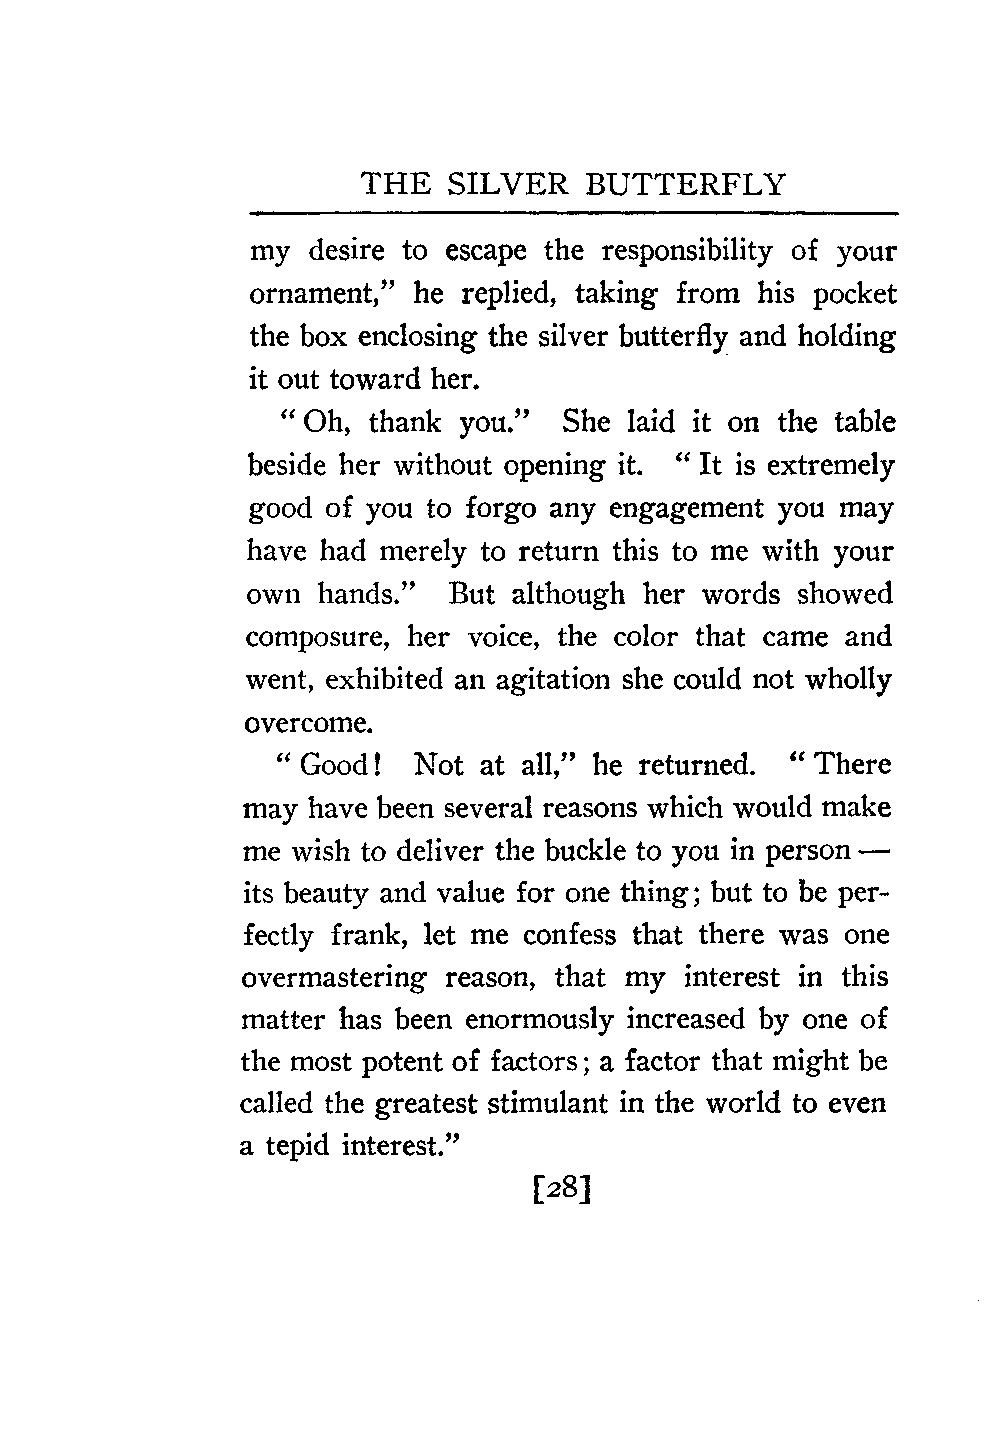 THE SILVER BUTTERFLY
my desire to escape the responsibility of your
ornament,” he replied, taking from his pocket
the box enclosing the silver butterfly and holding
it out toward her.
“ Oh, thank you.” She laid it on the table
beside her without opening it. “ It is extremely
good of you to forgo any engagement you may
have had merely to return this to me with your
own hands.” But although her words showed
composure, her voice, the color that came and
went, exhibited an agitation she could not wholly
overcome.
“ Good! Not at all,” he returned. “ There
may have been several reasons which would make
me wish to deliver the buckle to you in person —
its beauty and value for one thing; but to be per-
fectly frank, let me confess that there was one
overmastering reason, that my interest in this
matter has been enormously increased by one of
the most potent of factors; a factor that might be
called the greatest stimulant in the world to even
a tepid interest.”
[28]